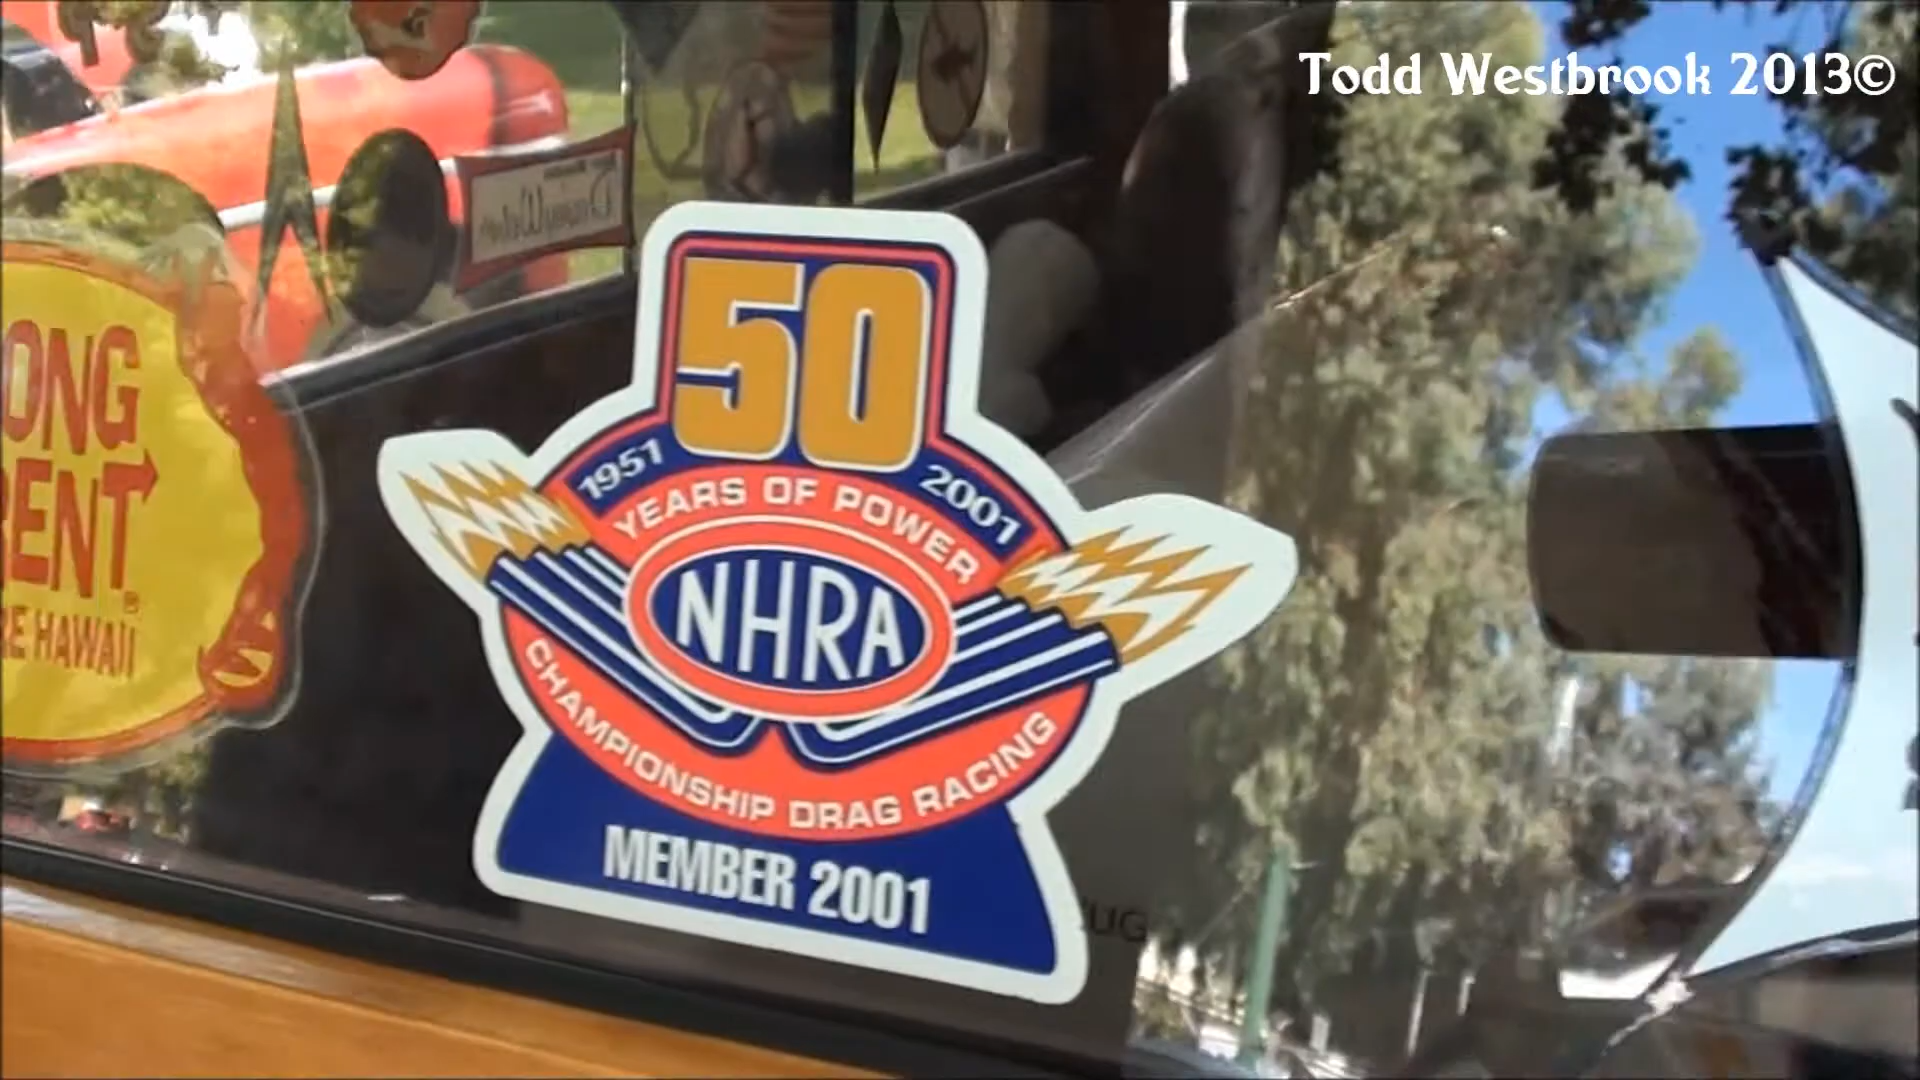 Todd Westbrook 2013©
50
1951 2001
YEARS OF POWER
NHRA
CHAMPIONSHIP DRAG RACING
MEMBER 2001
ONG
RENT
RE HAWAII